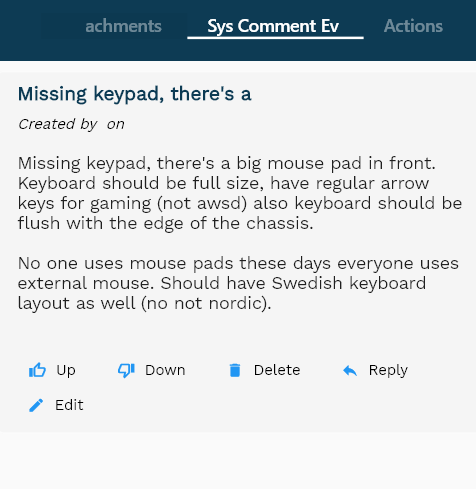 achments Sys Comment Ev Actions
Missing keypad, there's a
Created by on
Missing keypad, there's a big mouse pad in front.
Keyboard should be full size, have regular arrow
keys for gaming (not awsd) also keyboard should be
flush with the edge of the chassis.
No one uses mouse pads these days everyone uses
external mouse. Should have Swedish keyboard
layout as well (no not nordic).
Up Down Delete Reply
Edit